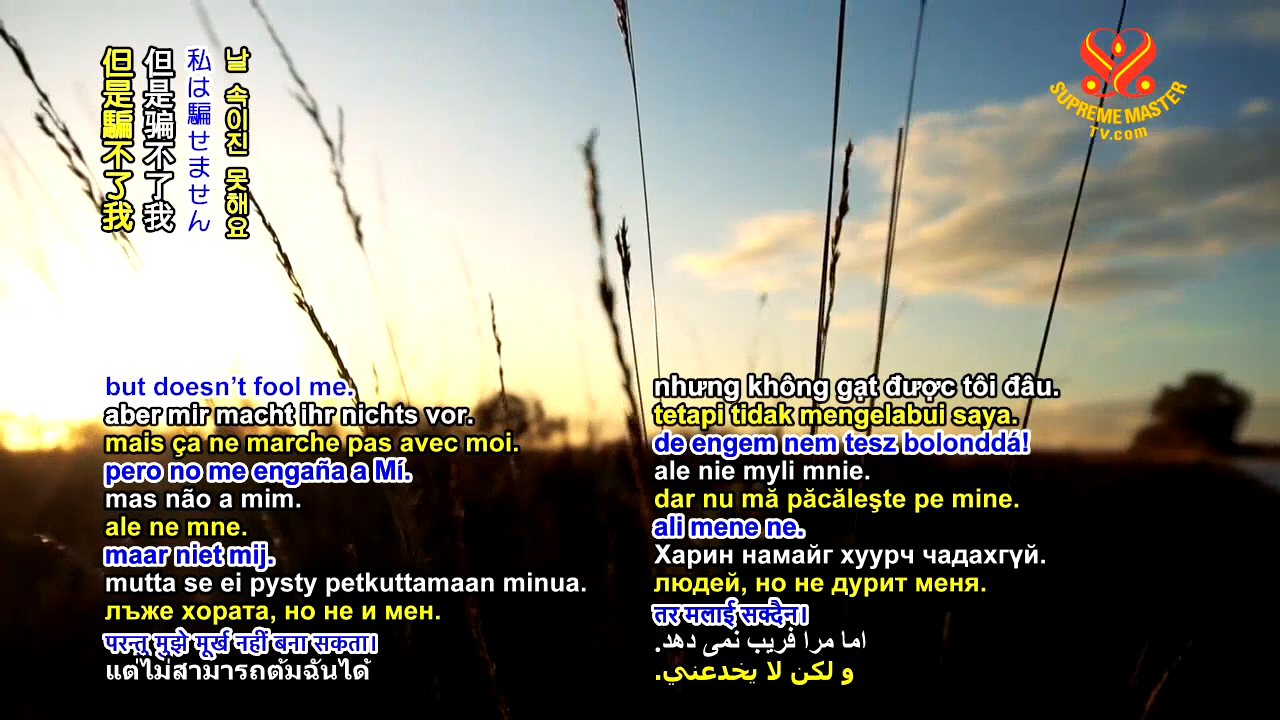 但是騙不了我
但是骗不了我
私は騙せません
날 속이진 못해요
SUPREME MASTER
TV.com
but doesn’t fool me.
aber mir macht ihr nichts vor.
mais ça ne marche pas avec moi.
pero no me engaña a Mí.
mas não a mim.
ale ne mne.
maar niet mij.
mutta se ei pysty petkuttamaan minua.
лъже хората, но не и мен.
परन्तु मुझे मूर्ख नहीं बना सकता।
แต่ไม่สามารถต้มฉันได้
nhưng không gạt được tôi đâu.
tetapi tidak mengelabui saya.
de engem nem tesz bolonddá!
ale nie myli mnie.
dar nu mă păcăleşte pe mine.
ali mene ne.
Харин намайг хуурч чадахгүй.
людей, но не дурит меня.
तर मलाई सक्दैन।
اما مرا فریب نمی دهد.
و لكن لا يخدعني.